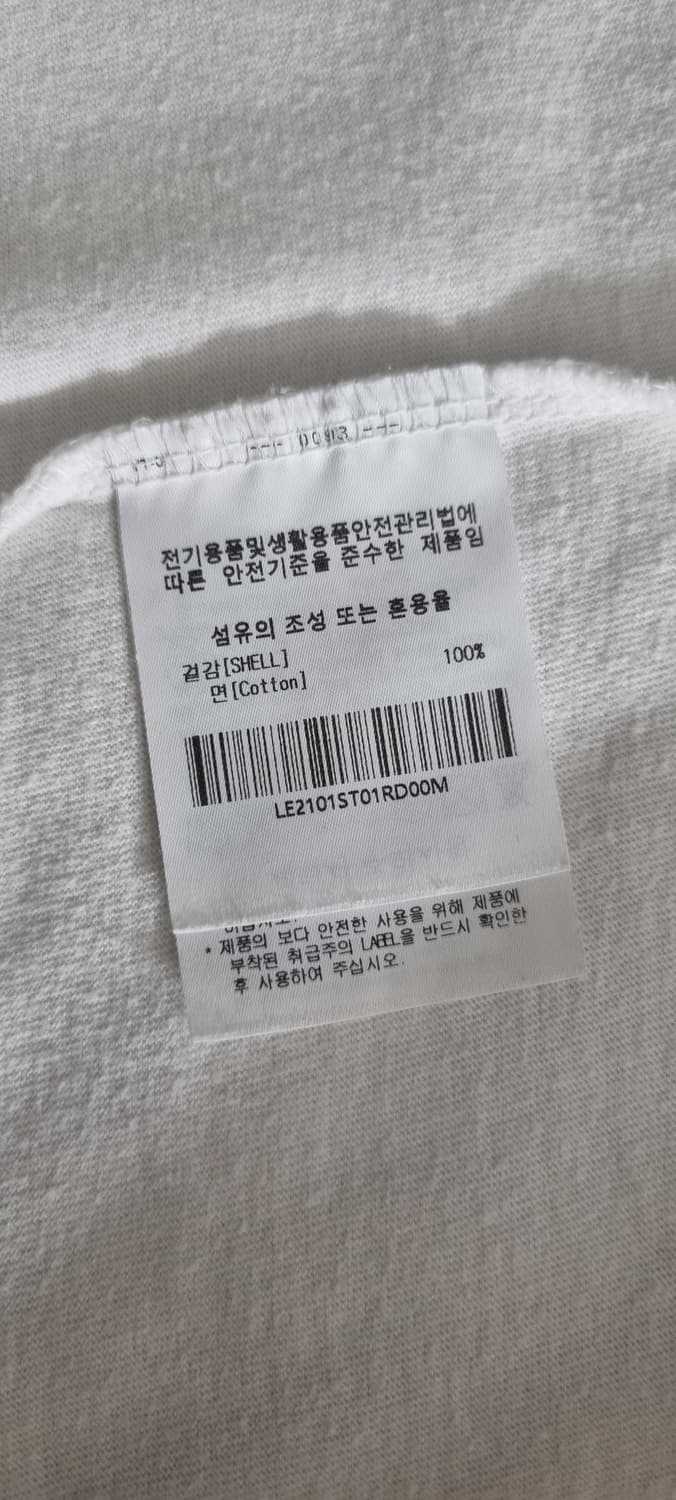 --- 00903 ---
전기용품및생활용품안전관리법에
따른 안전기준을 준수한 제품임
섬유의 조성 또는 혼용율
겉감[SHELL]
면[Cotton] 100%
LE2101ST01RD00M
* 제품의 보다 안전한 사용을 위해 제품에
부착된 취급주의 LABEL을 반드시 확인한
후 사용하여 주십시오.